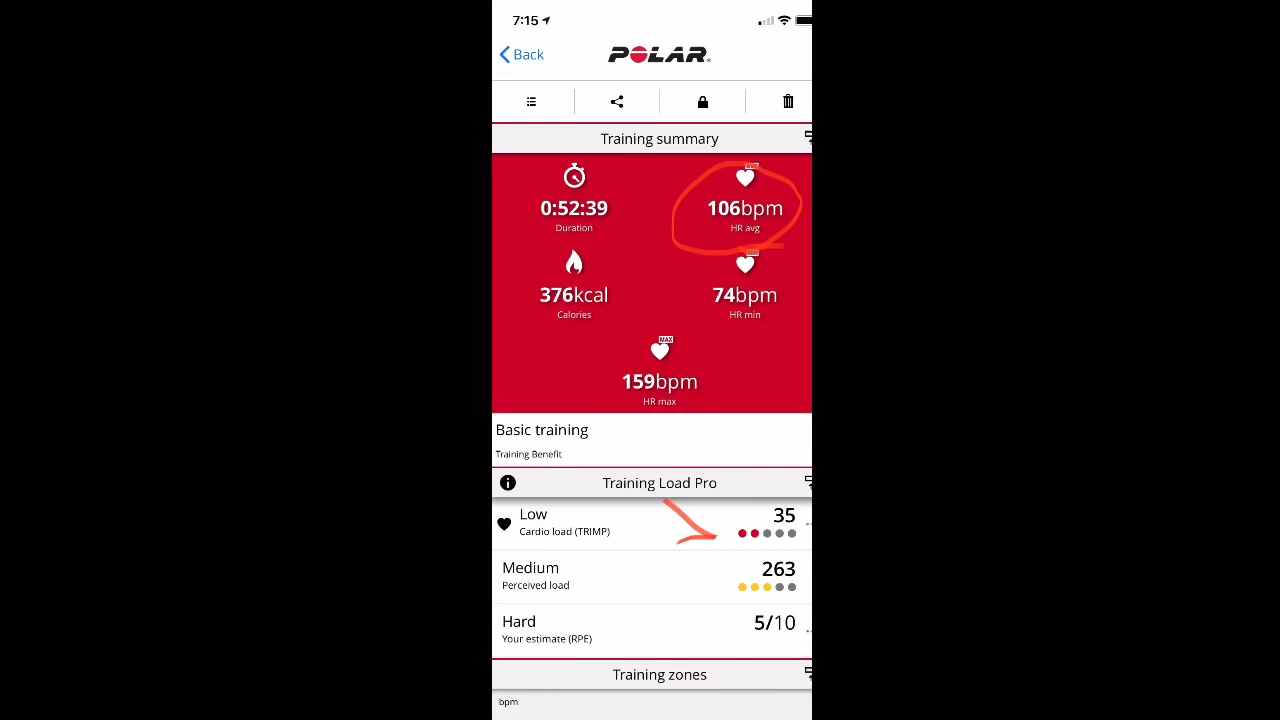 7:15
Back
POLAR
Training summary
0:52:39
Duration
106bpm
HR avg
376kcal
Calories
74bpm
HR min
MAX
159bpm
HR max
Basic training
Training Benefit
Training Load Pro
Low
Cardio load (TRIMP)
35
Medium
Perceived load
263
Hard
Your estimate (RPE)
5/10
Training zones
bpm